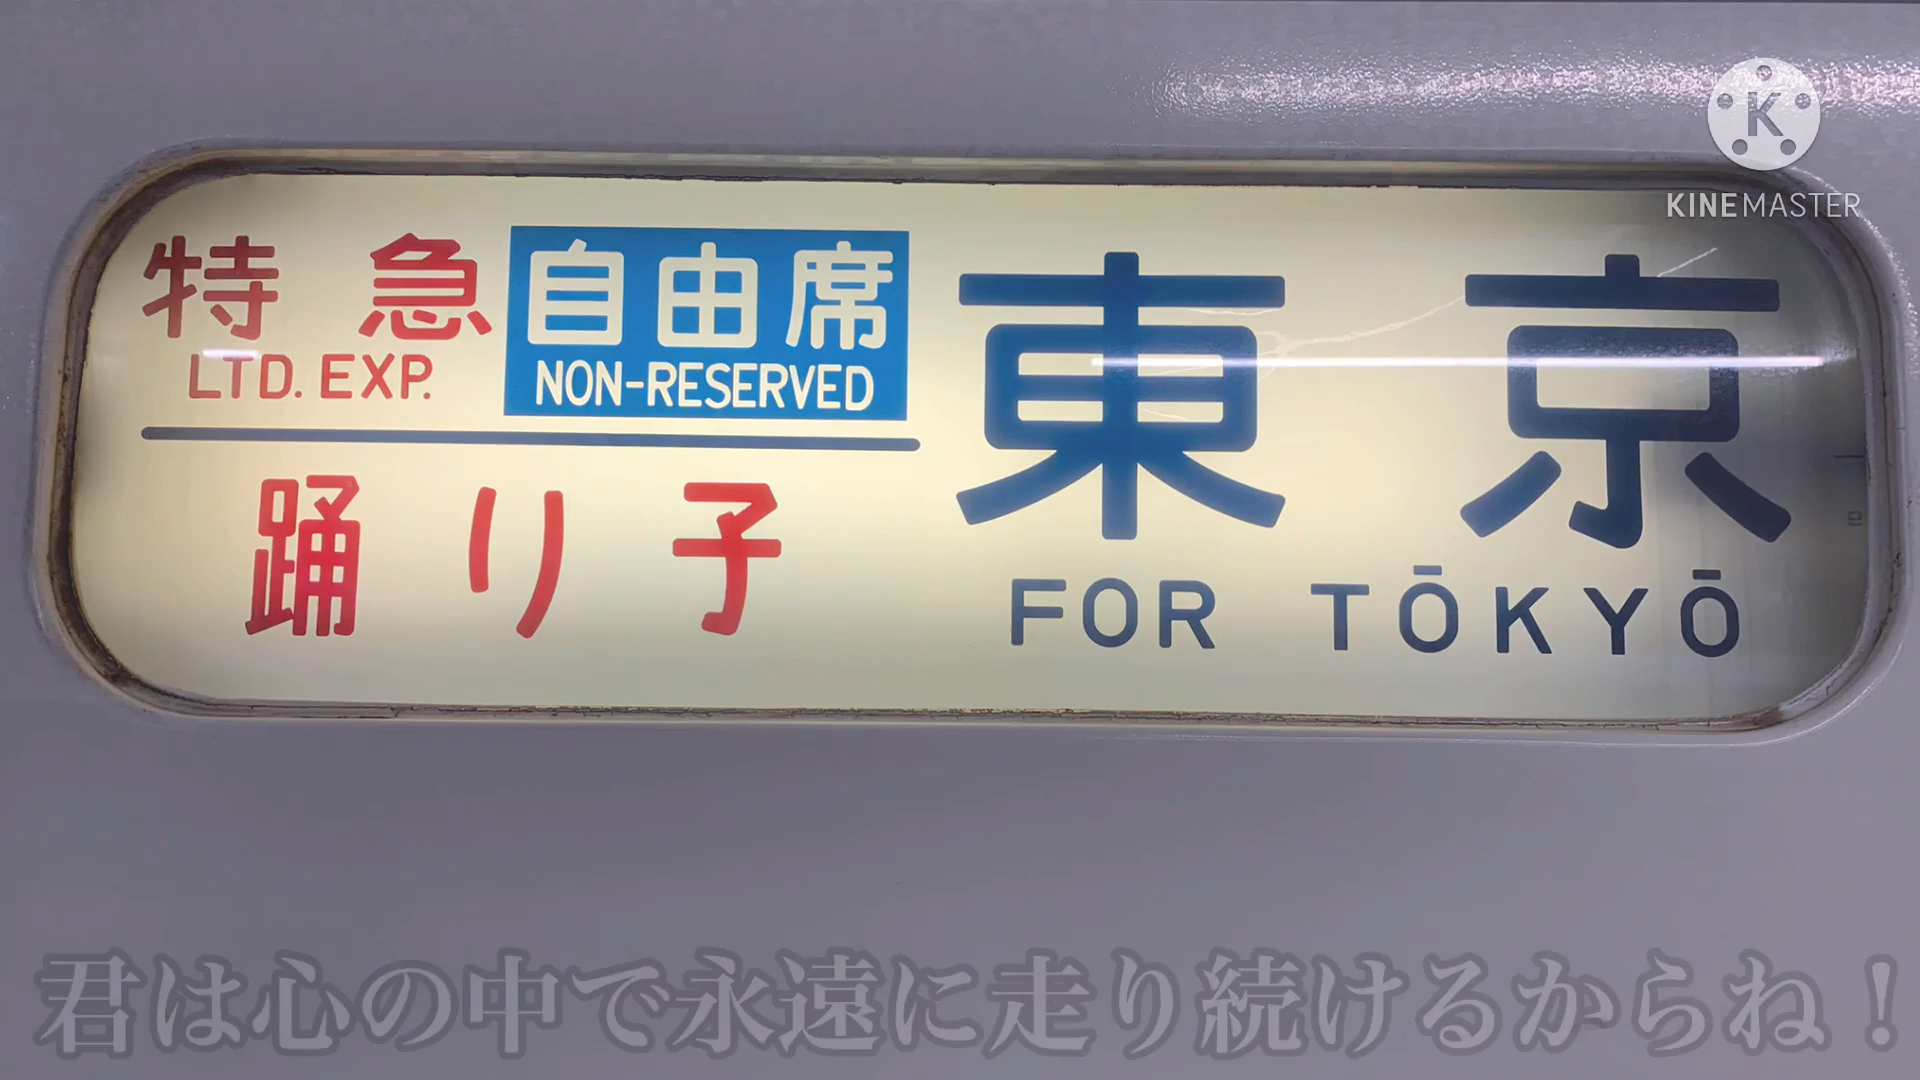 特急
LTD. EXP.
自由席
NON-RESERVED
踊り子
東京
FOR TŌKYŌ
K
KINEMASTER
君は心の中で永遠に走り続けるからね！